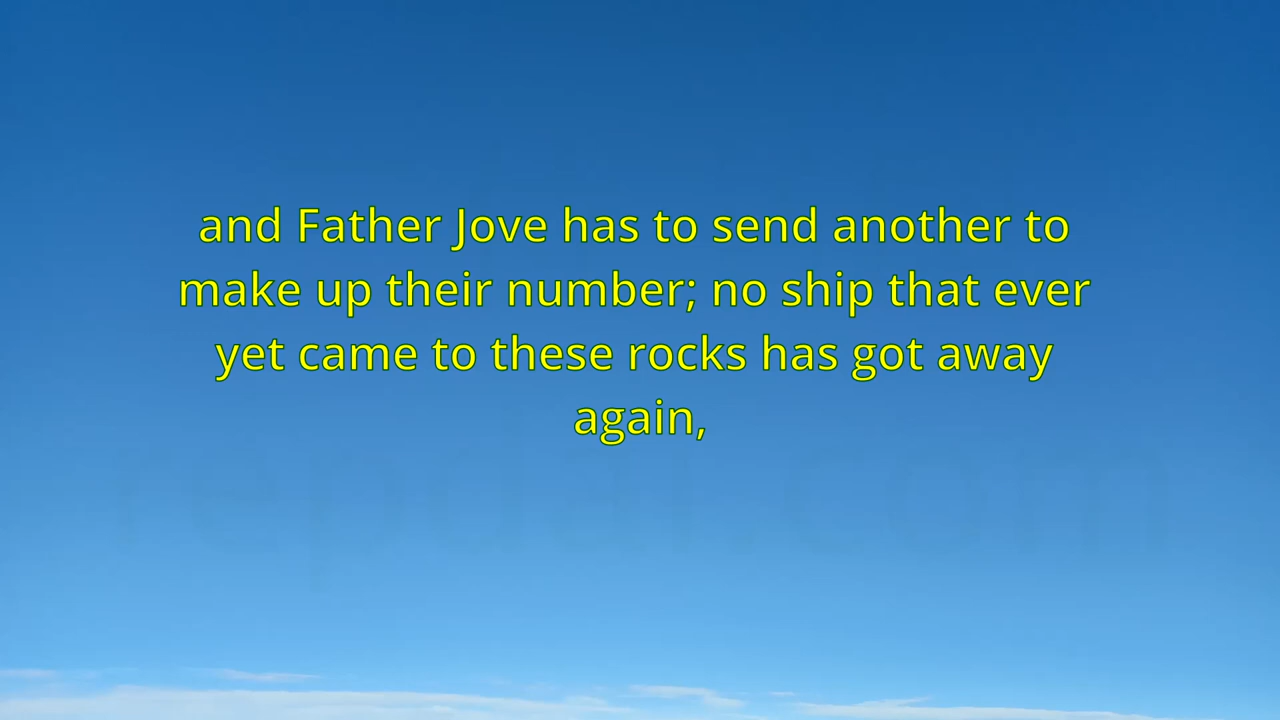 and Father Jove has to send another to
make up their number; no ship that ever
yet came to these rocks has got away
again,